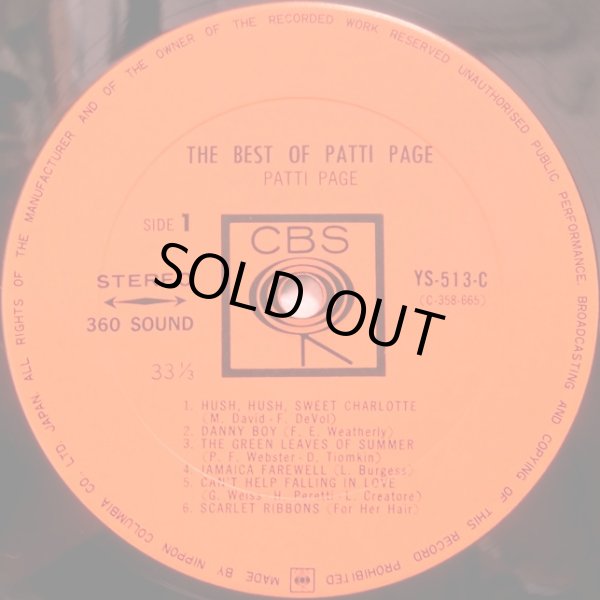 THE BEST OF PATTI PAGE
PATTI PAGE
SIDE 1
CBS
STEREO
360 SOUND
33 1/3
YS-513-C
(C-358-665)
SOLD OUT
1. HUSH, HUSH, SWEET CHARLOTTE
(M. David-F. DeVol)
2. DANNY BOY (F. E. Weatherly)
3. THE GREEN LEAVES OF SUMMER
(P. F. Webster-D. Tiomkin)
4. JAMAICA FAREWELL (L. Burgess)
5. CAN'T HELP FALLING IN LOVE
(G. Weiss-H. Peretti-L. Creatore)
6. SCARLET RIBBONS (For Her Hair)
MADE BY NIPPON COLUMBIA CO., LTD. JAPAN ALL RIGHTS OF THE MANUFACTURER AND OF THE OWNER OF THE RECORDED WORK RESERVED UNAUTHORISED PUBLIC PERFORMANCE, BROADCASTING AND COPYING OF THIS RECORD PROHIBITED
CBS